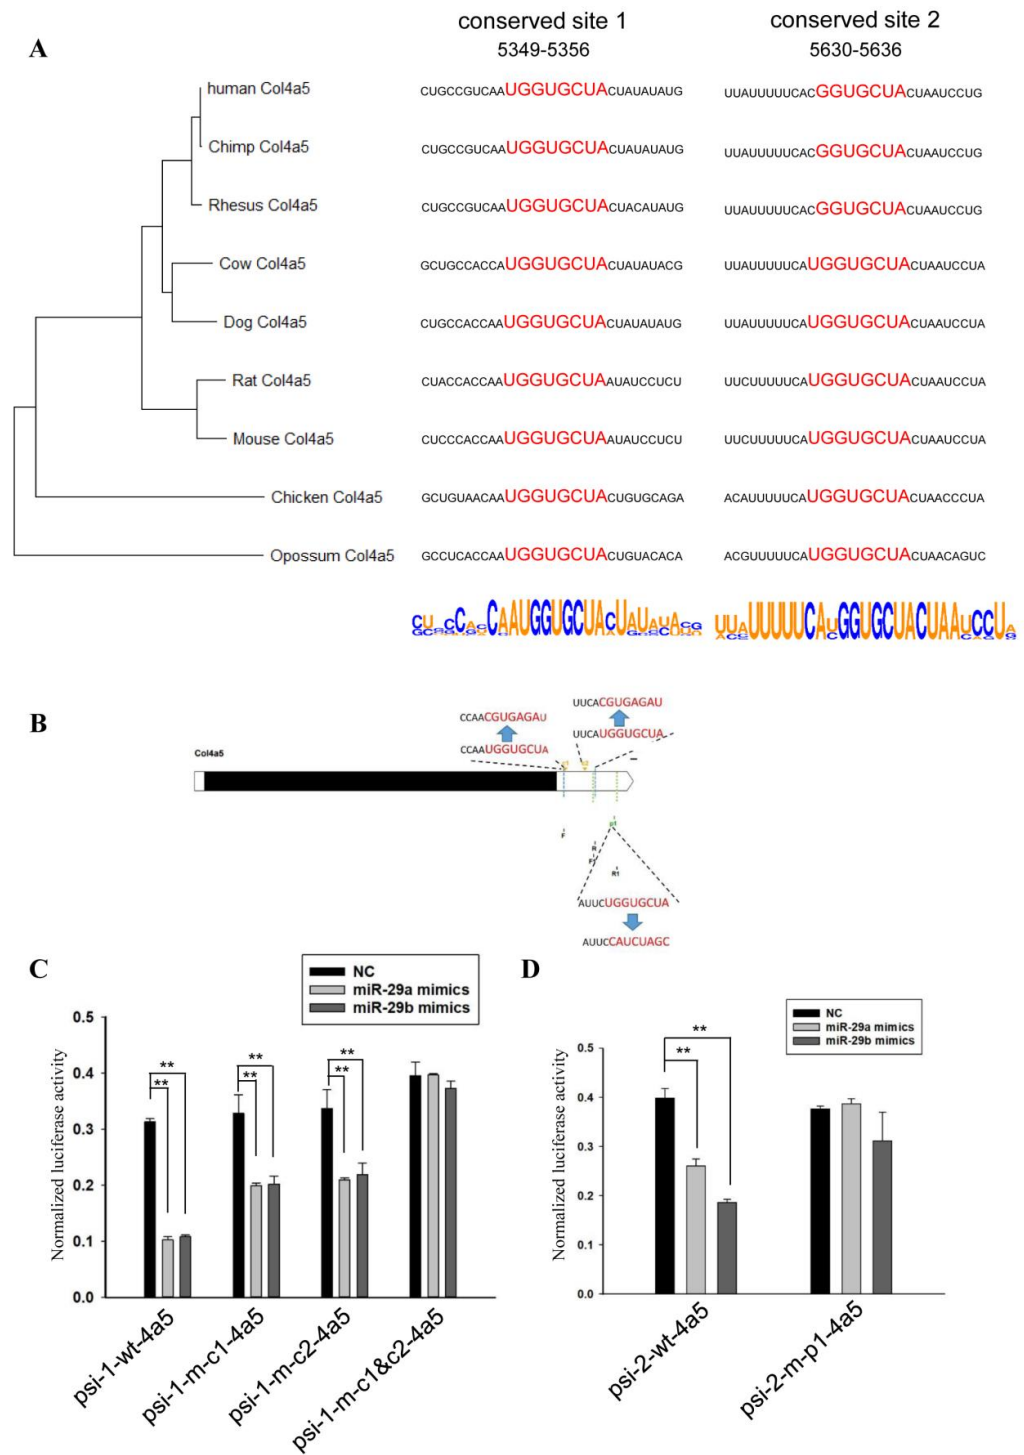 conserved site 1 conserved site 2
A 5349-5356 5630-5636
human Col4a5 CUGCCGUCAAUGGUGCUACUAUAUAUG UUAUUUUUCACGGUGCUACUAAUCCUG
Chimp Col4a5 CUGCCGUCAAUGGUGCUACUAUAUAUG UUAUUUUUCACGGUGCUACUAAUCCUG
Rhesus Col4a5 CUGCCGUCAAUGGUGCUACUACAUAUG UUAUUUUUCACGGUGCUACUAAUCCUG
Cow Col4a5 GCUGCCACCAUGGUGCUACUAUAUACG UUAUUUUUCAUGGUGCUACUAAUCCUA
Dog Col4a5 CUGCCACCAAUGGUGCUACUAUAUAUG UUAUUUUUCAUGGUGCUACUAAUCCUA
Rat Col4a5 CUACCACCAAUGGUGCUAAUAUCCUCU UUCUUUUUCAUGGUGCUACUAAUCCUA
Mouse Col4a5 CUCCCACCAAUGGUGCUAAUAUCCUCU UUCUUUUUCAUGGUGCUACUAAUCCUA
Chicken Col4a5 GCUGUAACAAUGGUGCUACUGUGCAGA ACAUUUUUCAUGGUGCUACUAACCCUA
Opossum Col4a5 GCCUCACCAAUGGUGCUACUGUACACA ACGUUUUUCAUGGUGCUACUAACAGUC
B
CCAACGUGAGAU UUCACGUGAGAU
CCAAUGGUGCUA UUCAUGGUGCUA
Col4a5
c1 c2
p1
F
R
F
R1
AUUCUGGUGCUA
AUUCCAUCUAGC
C
NC
miR-29a mimics
miR-29b mimics
Normalized luciferase activity
0.5
0.4
0.3
0.2
0.1
0.0
** ** ** ** ** **
psi-1-wt-4a5 psi-1-m-c1-4a5 psi-1-m-c2-4a5 psi-1-m-c1&c2-4a5
D
NC
miR-29a mimics
miR-29b mimics
Normalized luciferase activity
0.5
0.4
0.3
0.2
0.1
0.0
** **
psi-2-wt-4a5 psi-2-m-p1-4a5